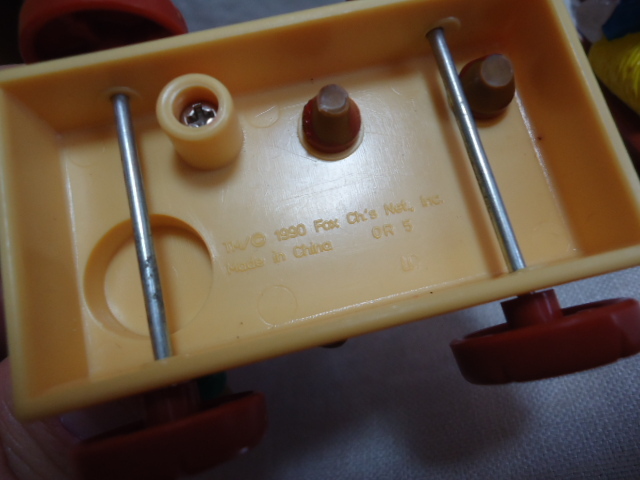 TM/© 1990 Fox Ch's Net, Inc.
Made in China OR 5